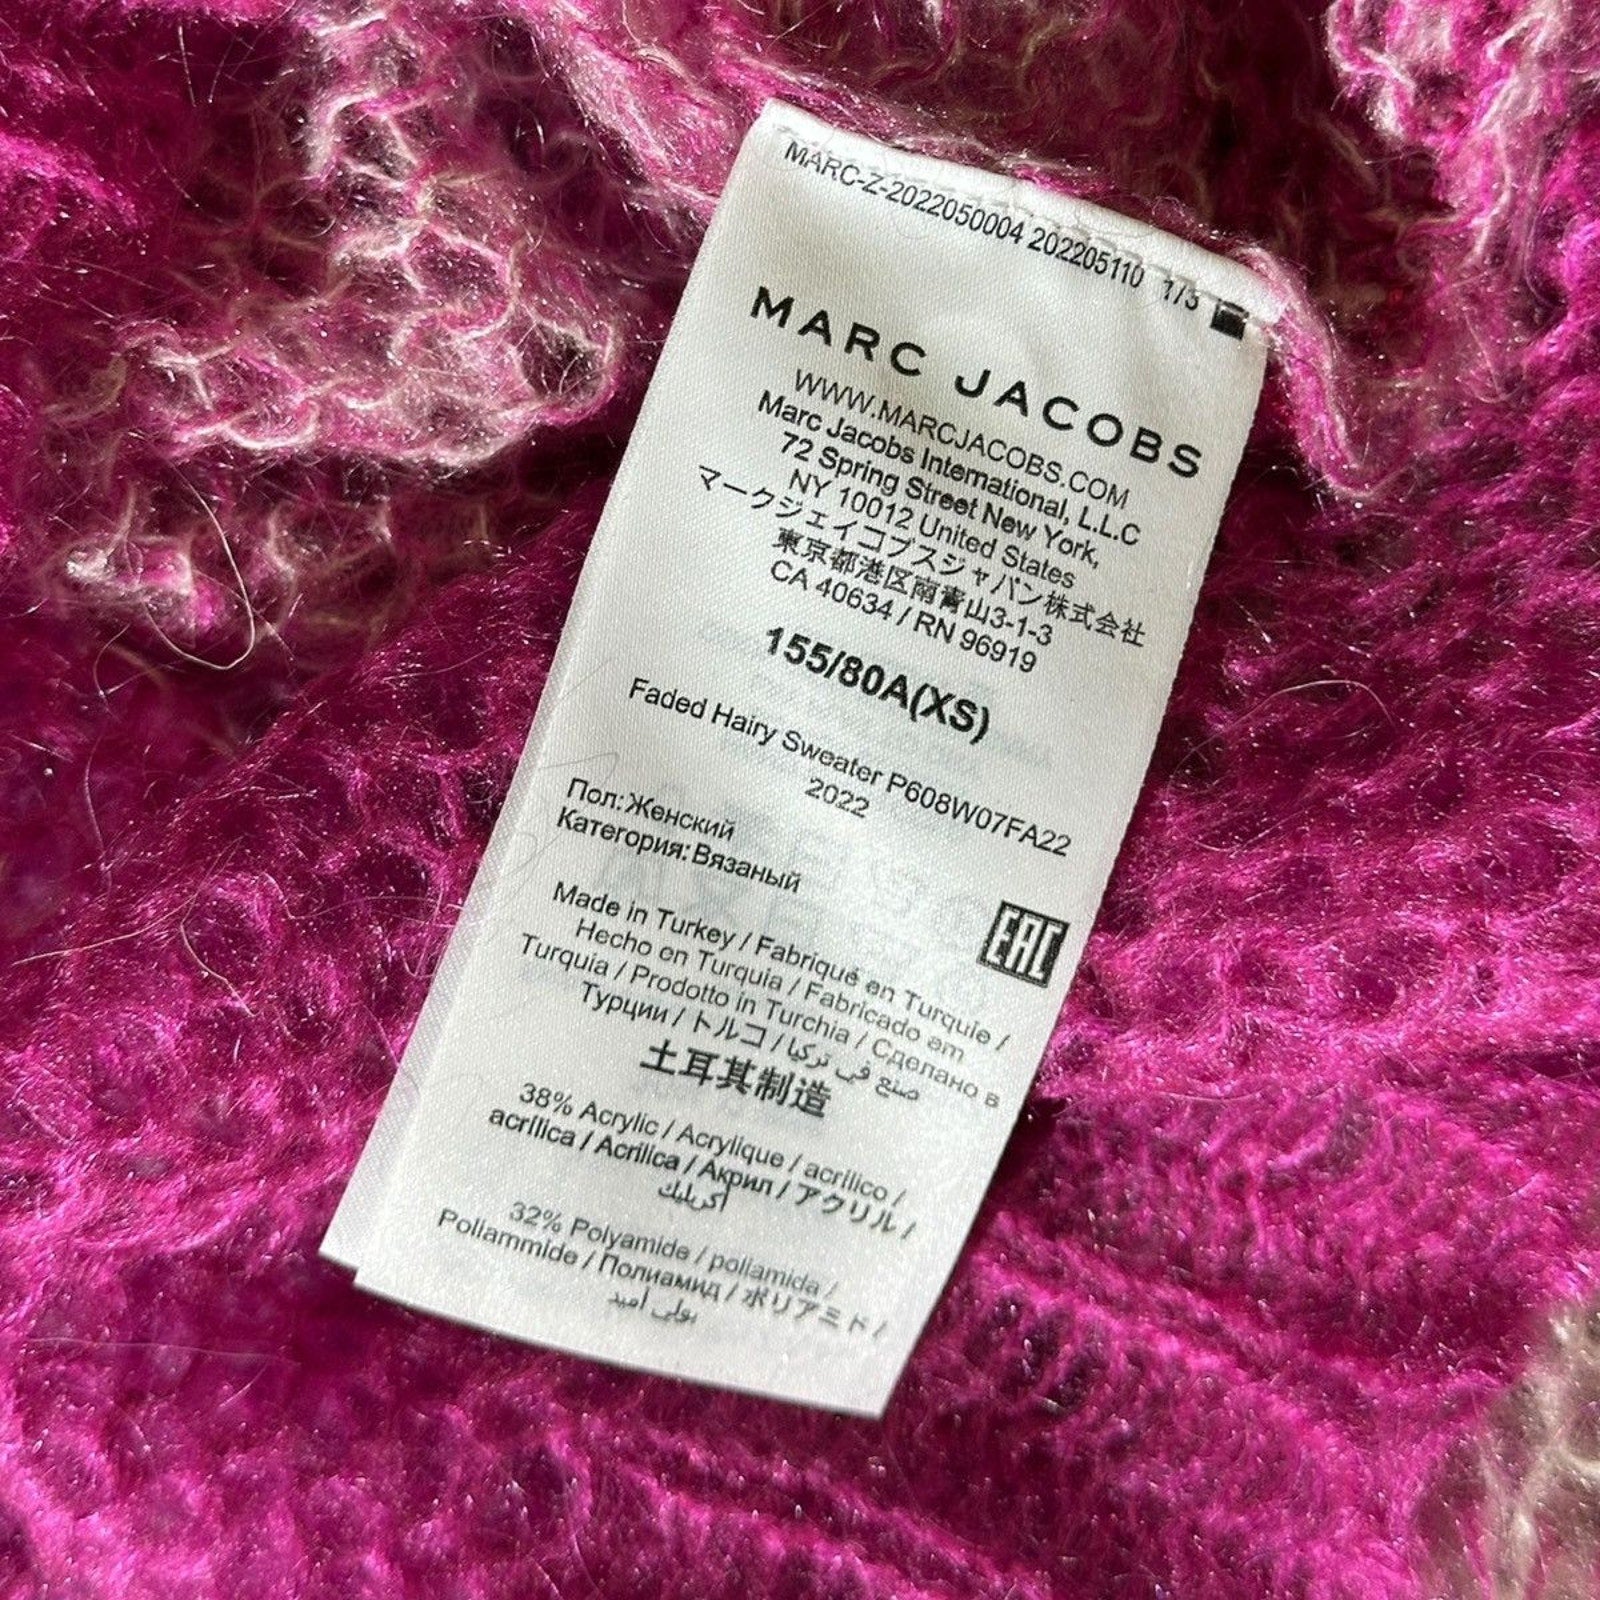 MARC-Z-2022050004 202205110 1/3
MARC JACOBS
WWW.MARCJACOBS.COM
Marc Jacobs International, L.L.C
72 Spring Street New York,
NY 10012 United States
マークジェイコブスジャパン株式会社
東京都港区南青山3-1-3
CA 40634 / RN 96919
155/80A(XS)
Faded Hairy Sweater P608W07FA22
2022
Пол:Женский
Категория:Вязаный
EAC
Made in Turkey / Fabriqué en Turquie /
Hecho en Turquia / Fabricado am
Turquia / Prodotto in Turchia / Сделано в
Турции / トルコ / صنع في تركيا
土耳其制造
38% Acrylic / Acrylique / acrílico /
acrílica / Acrílica / Акрил / アクリル /
أكريليك
32% Polyamide / poliamida /
Poliammide / Полиамид / ポリアミド /
بولي أميد